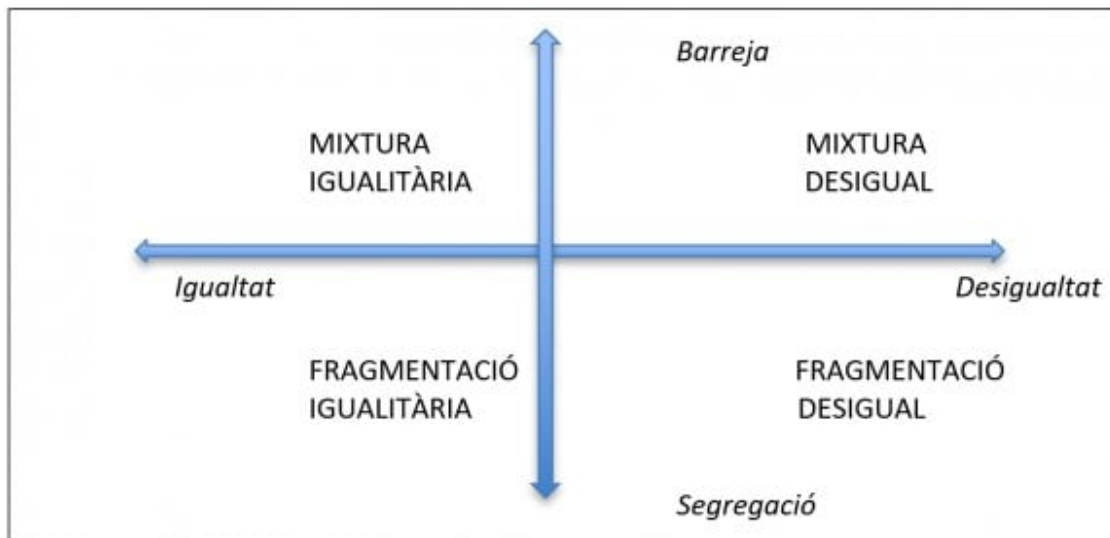 Barreja
MIXTURA
IGUALITÀRIA
MIXTURA
DESIGUAL
Igualtat
Desigualtat
FRAGMENTACIÓ
IGUALITÀRIA
FRAGMENTACIÓ
DESIGUAL
Segregació